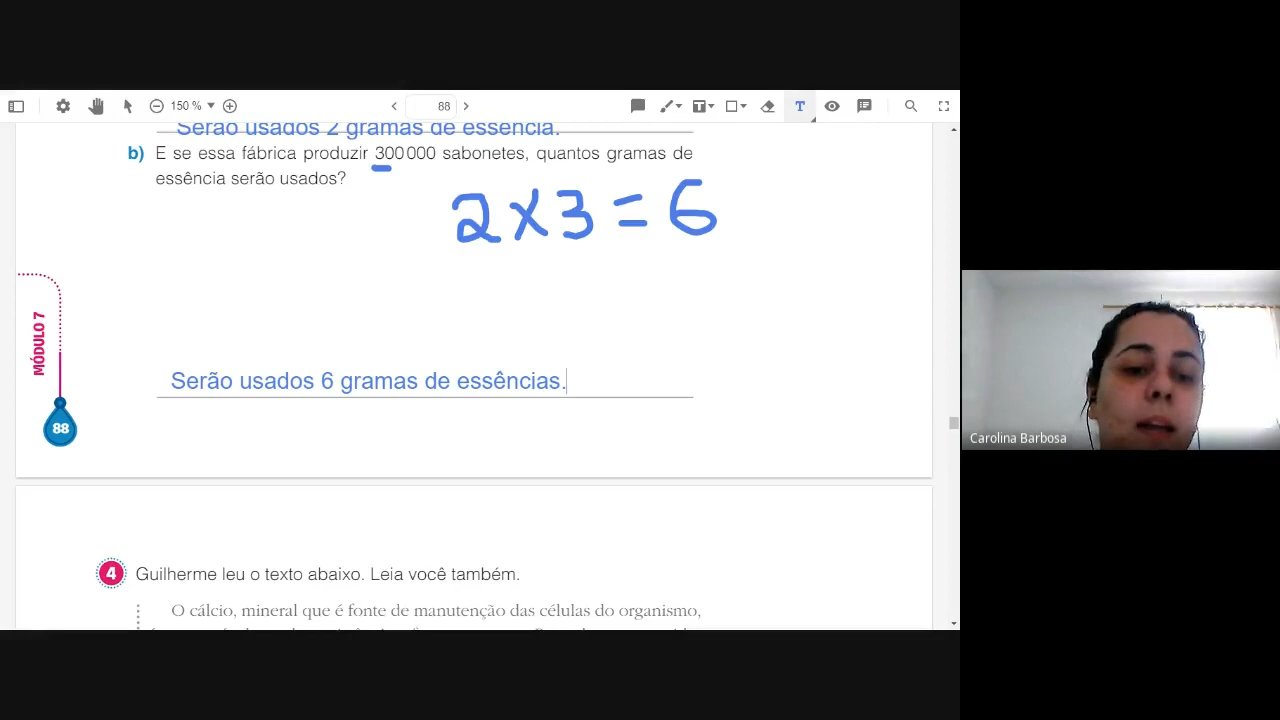 150 %
88
Serão usados 2 gramas de essência.
b) E se essa fábrica produzir 300 000 sabonetes, quantos gramas de
essência serão usados?
2 x 3 = 6
MÓDULO 7
Serão usados 6 gramas de essências.
88
Carolina Barbosa
4 Guilherme leu o texto abaixo. Leia você também.
O cálcio, mineral que é fonte de manutenção das células do organismo,